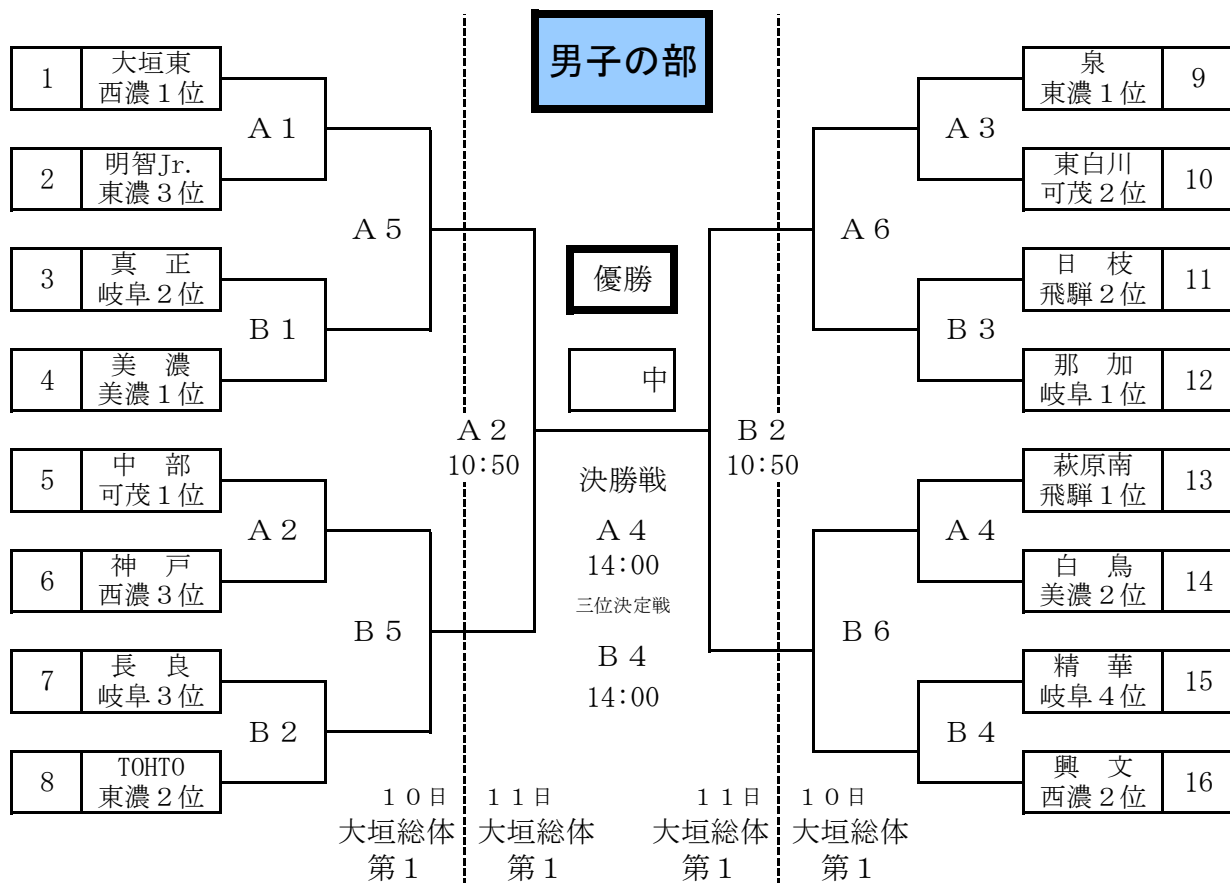 男子の部
1
大垣東
西濃１位
2
明智Jr.
東濃３位
3
真　正
岐阜２位
4
美　濃
美濃１位
5
中　部
可茂１位
6
神　戸
西濃３位
7
長　良
岐阜３位
8
TOHTO
東濃２位
Ａ１
Ｂ１
Ａ２
Ｂ２
Ａ５
Ｂ５
Ａ２
10:50
優勝
中
決勝戦
Ａ４
14:00
三位決定戦
Ｂ４
14:00
Ｂ２
10:50
Ａ６
Ｂ６
Ａ３
Ｂ３
Ａ４
Ｂ４
泉
東濃１位
9
東白川
可茂２位
10
日　枝
飛騨２位
11
那　加
岐阜１位
12
萩原南
飛騨１位
13
白　鳥
美濃２位
14
精　華
岐阜４位
15
興　文
西濃２位
16
１０日
大垣総体
第１
１１日
大垣総体
第１
１１日
大垣総体
第１
１０日
大垣総体
第１